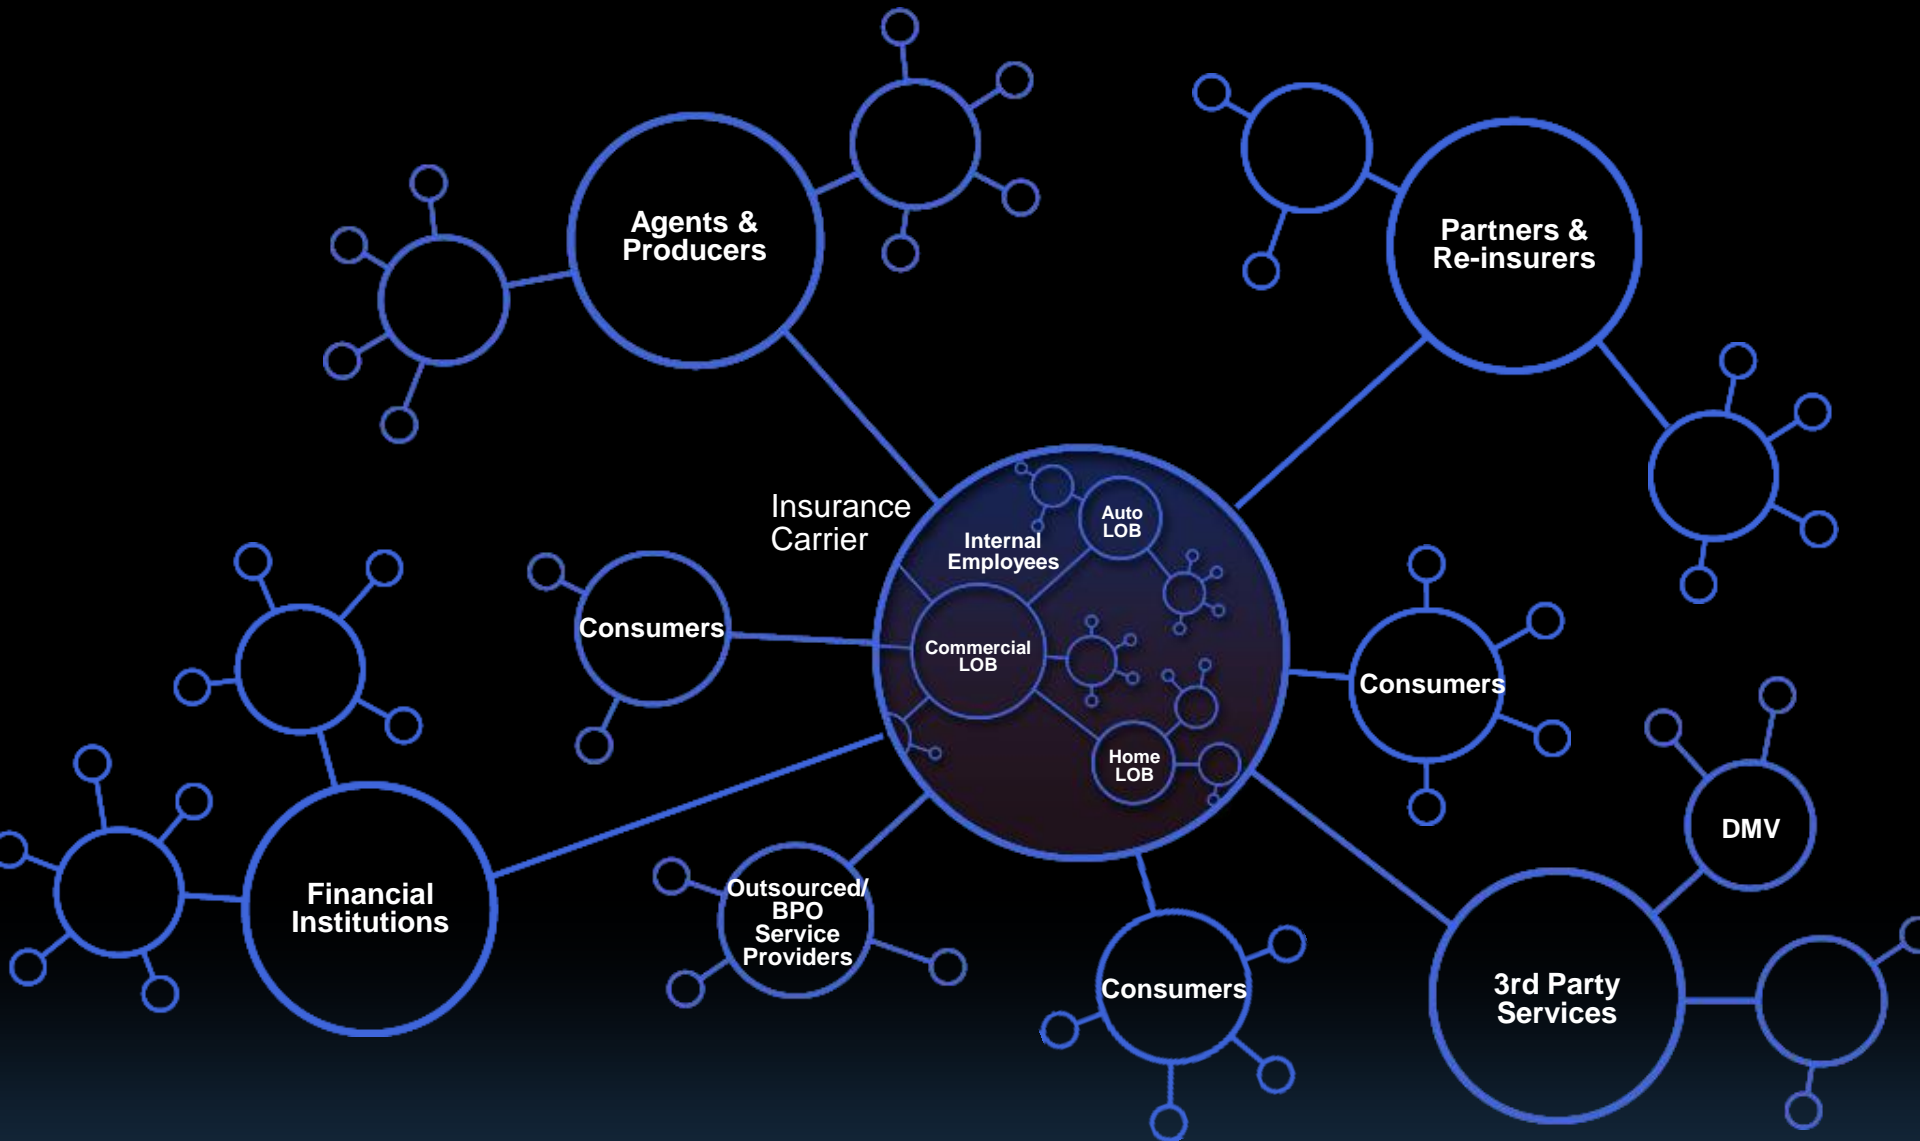 Agents &
Producers
Partners &
Re-insurers
Insurance
Carrier
Auto
LOB
Internal
Employees
Consumers
Commercial
LOB
Consumers
Home
LOB
DMV
Financial
Institutions
Outsourced/
BPO
Service
Providers
Consumers
3rd Party
Services